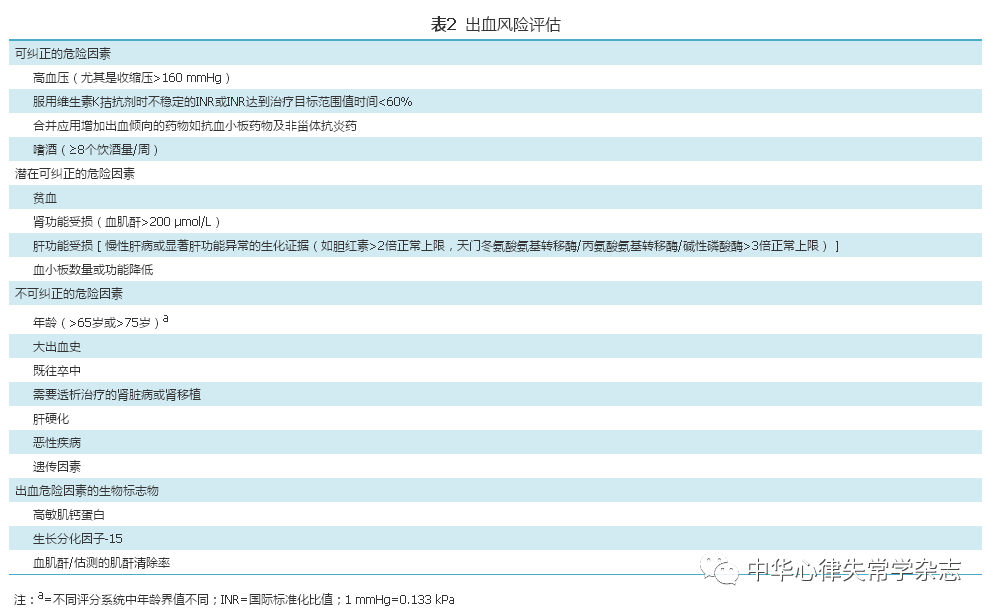 表2 出血风险评估
可纠正的危险因素
高血压（尤其是收缩压>160 mmHg）
服用维生素K拮抗剂时不稳定的INR或INR达到治疗目标范围值时间<60%
合并应用增加出血倾向的药物如抗血小板药物及非甾体抗炎药
嗜酒（≥8个饮酒量/周）
潜在可纠正的危险因素
贫血
肾功能受损（血肌酐>200 μmol/L）
肝功能受损［慢性肝病或显著肝功能异常的生化证据（如胆红素>2倍正常上限，天门冬氨酸氨基转移酶/丙氨酸氨基转移酶/碱性磷酸酶>3倍正常上限）］
血小板数量或功能降低
不可纠正的危险因素
年龄（>65岁或>75岁）a
大出血史
既往卒中
需要透析治疗的肾脏病或肾移植
肝硬化
恶性疾病
遗传因素
出血危险因素的生物标志物
高敏肌钙蛋白
生长分化因子-15
血肌酐/估测的肌酐清除率
中华心律失常学杂志
注：a=不同评分系统中年龄界值不同；INR=国际标准化比值；1 mmHg=0.133 kPa